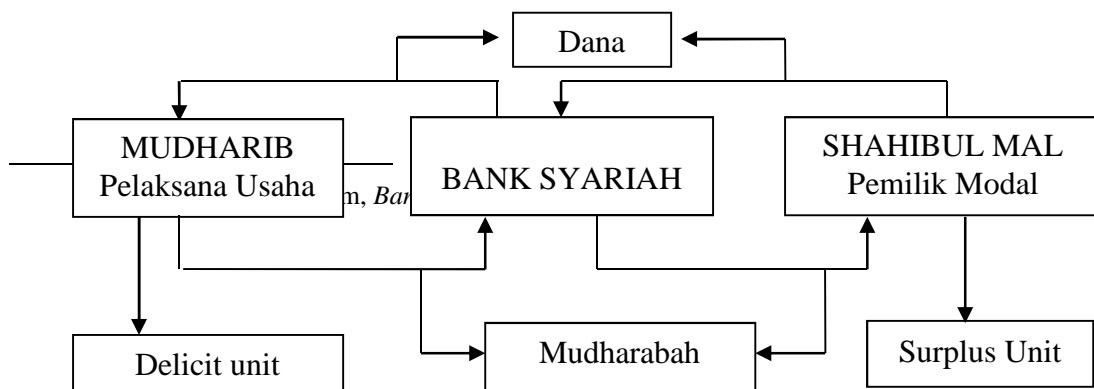 Dana
MUDHARIB
Pelaksana Usaha
BANK SYARIAH
SHAHIBUL MAL
Pemilik Modal
Delicit unit
Mudharabah
Surplus Unit